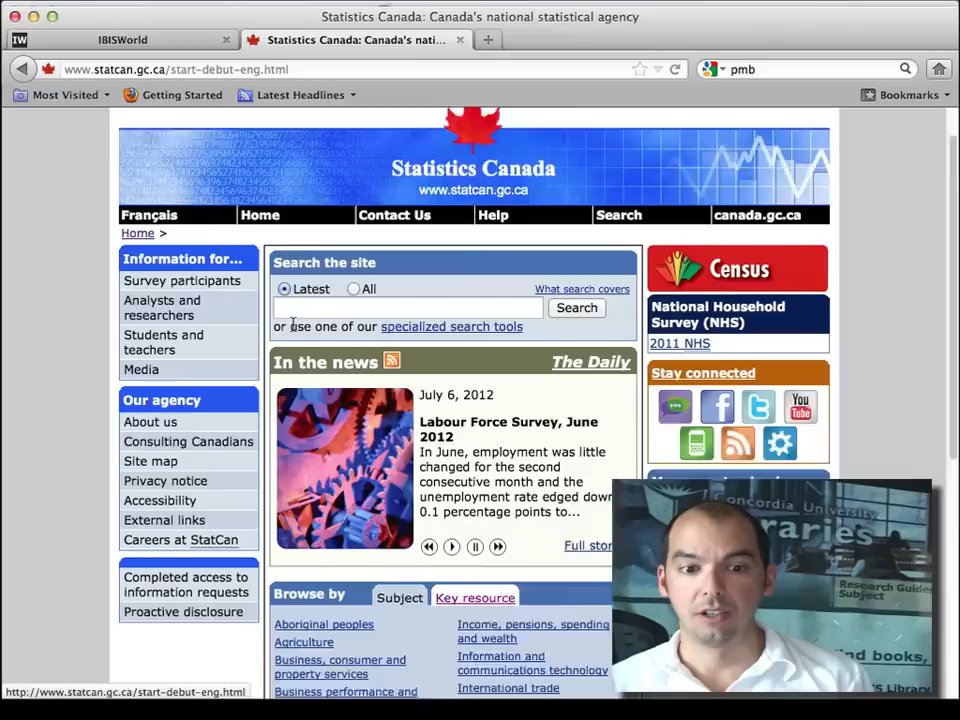 Statistics Canada: Canada's national statistical agency
IW IBISWorld
Statistics Canada: Canada's nati...
www.statcan.gc.ca/start-debut-eng.html
pmb
Most Visited
Getting Started
Latest Headlines
Bookmarks
Statistics Canada
www.statcan.gc.ca
Français Home Contact Us Help Search canada.gc.ca
Home >
Information for...
Survey participants
Analysts and
researchers
Students and
teachers
Media
Our agency
About us
Consulting Canadians
Site map
Privacy notice
Accessibility
External links
Careers at StatCan
Completed access to
information requests
Proactive disclosure
Search the site
Latest All What search covers
Search
or use one of our specialized search tools
In the news The Daily
July 6, 2012
Labour Force Survey, June
2012
In June, employment was little
changed for the second
consecutive month and the
unemployment rate edged down
0.1 percentage points to...
Full stor
Browse by Subject Key resource
Aboriginal peoples
Agriculture
Business, consumer and
property services
Business performance and
Income, pensions, spending
and wealth
Information and
communications technology
International trade
Census
National Household
Survey (NHS)
2011 NHS
Stay connected
You
Tube
Concordia University
raries
Research Guides
Subject
nd books,
S Library
http://www.statcan.gc.ca/start-debut-eng.html